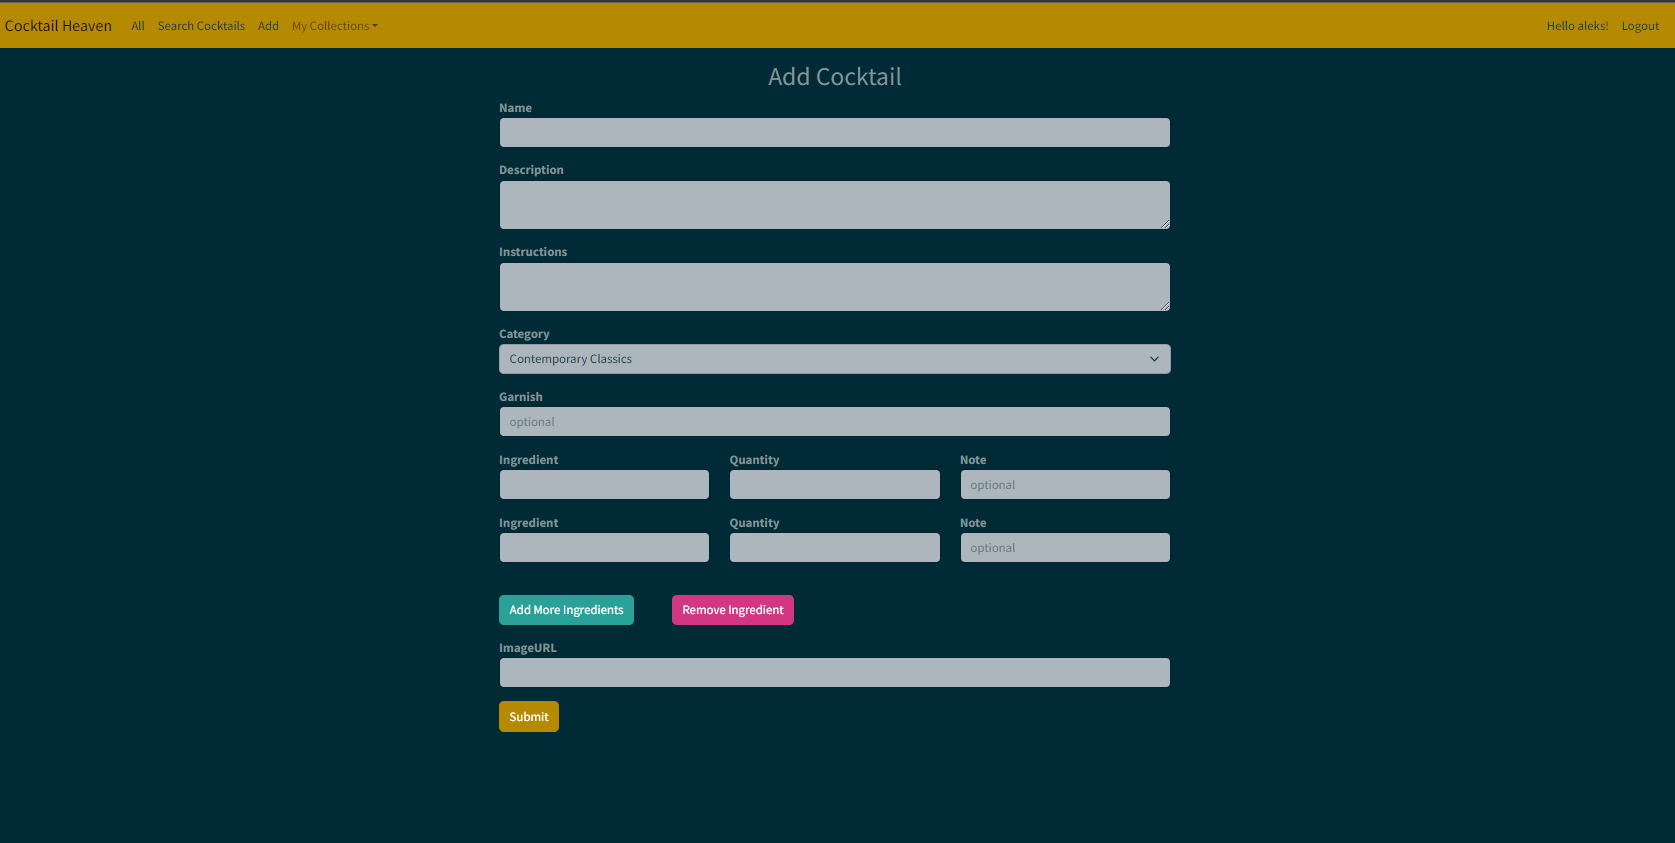 Cocktail Heaven All Search Cocktails Add My Collections Hello aleks! Logout
Add Cocktail
Name
Description
Instructions
Category
Contemporary Classics
Garnish
optional
Ingredient Quantity Note
optional
Ingredient Quantity Note
optional
Add More Ingredients Remove Ingredient
ImageURL
Submit